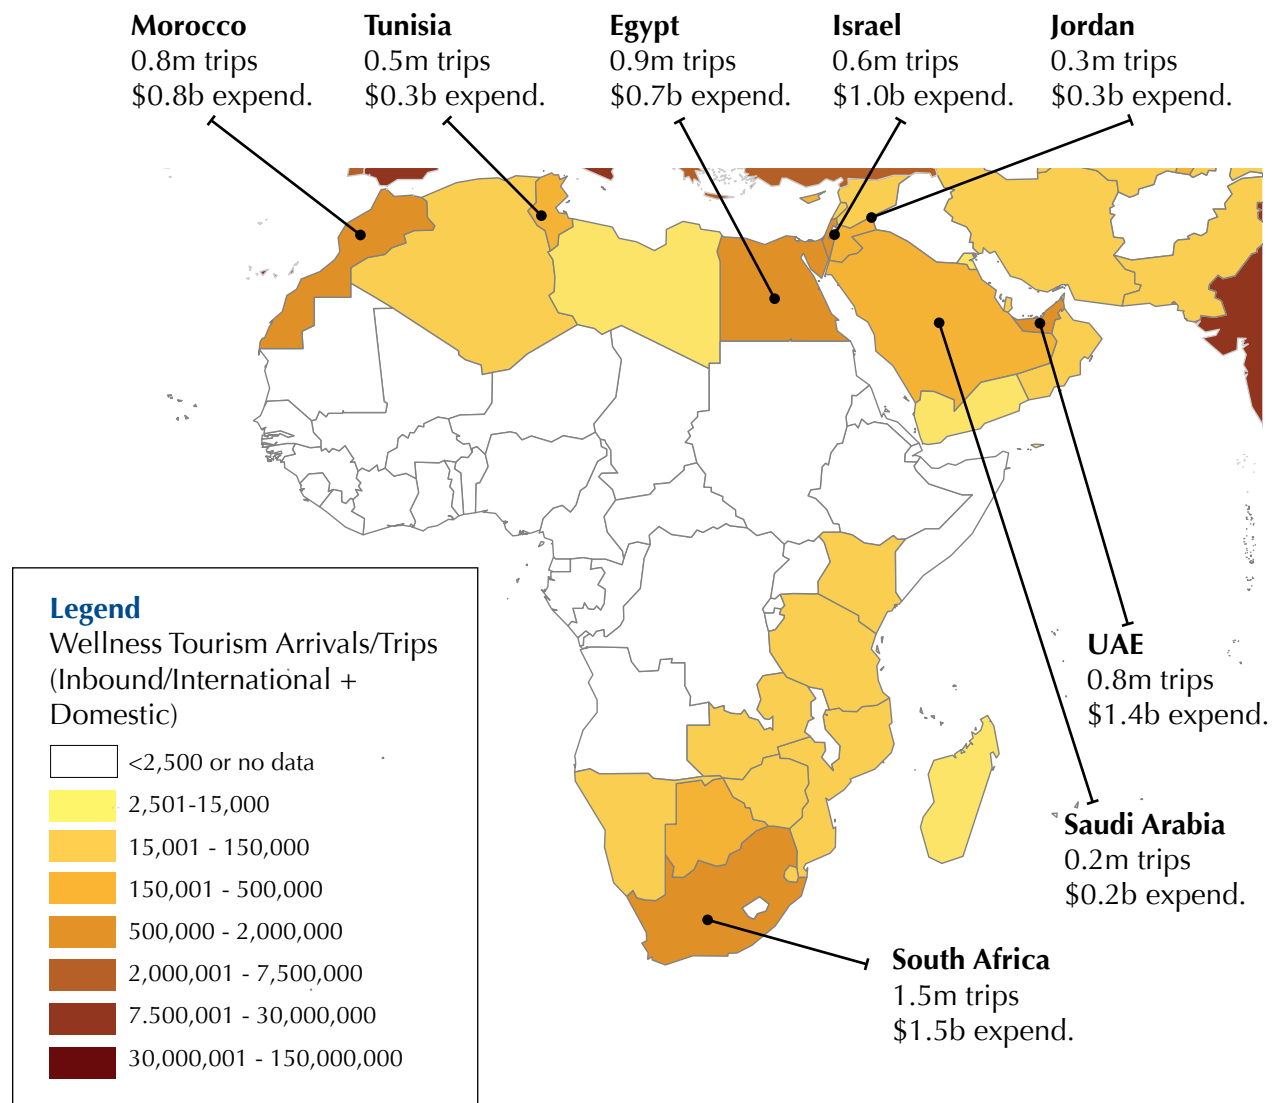 Morocco
0.8m trips
$0.8b expend.
Tunisia
0.5m trips
$0.3b expend.
Egypt
0.9m trips
$0.7b expend.
Israel
0.6m trips
$1.0b expend.
Jordan
0.3m trips
$0.3b expend.
UAE
0.8m trips
$1.4b expend.
Saudi Arabia
0.2m trips
$0.2b expend.
South Africa
1.5m trips
$1.5b expend.
Legend
Wellness Tourism Arrivals/Trips
(Inbound/International +
Domestic)
<2,500 or no data
2,501-15,000
15,001 - 150,000
150,001 - 500,000
500,000 - 2,000,000
2,000,001 - 7,500,000
7.500,001 - 30,000,000
30,000,001 - 150,000,000